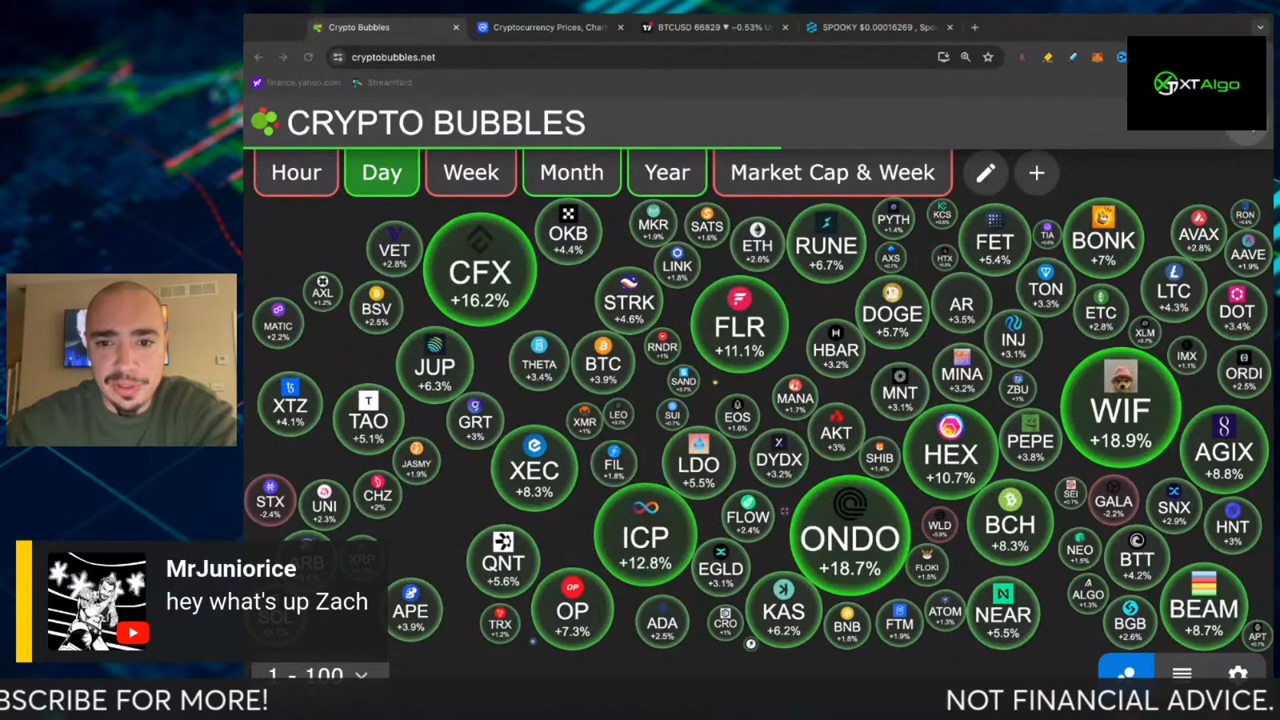 Crypto Bubbles
Cryptocurrency Prices, Char
BTCUSD 66829 ▼ −0.53%
SPOOKY $0.00016269 , Spo
cryptobubbles.net
finance.yahoo.com
StreamYard
XTAlgo
CRYPTO BUBBLES
Hour
Day
Week
Month
Year
Market Cap & Week
VET
+2.8%
CFX
+16.2%
OKB
+4.4%
MKR
+1.9%
SATS
+1.6%
ETH
+2.6%
RUNE
+6.7%
PYTH
+1.4%
KCS
FET
+5.4%
TIA
BONK
+7%
AVAX
+2.8%
RON
AAVE
+1.9%
LINK
+1.8%
AXS
HTX
AXL
+1.2%
BSV
+2.5%
MATIC
+2.2%
STRK
+4.6%
FLR
+11.1%
DOGE
+5.7%
AR
+3.5%
TON
+3.3%
ETC
+2.8%
LTC
+4.3%
DOT
+3.4%
JUP
+6.3%
THETA
+3.4%
BTC
+3.9%
RNDR
+1%
HBAR
+3.2%
INJ
+3.1%
XLM
IMX
+1.1%
ORDI
+2.5%
SAND
MINA
+3.2%
XTZ
+4.1%
TAO
+5.1%
GRT
+3%
XMR
+1%
LEO
SUI
EOS
+1.6%
MANA
+1.7%
MNT
+3.1%
ZBU
+1%
WIF
+18.9%
AKT
+3%
SHIB
+1.4%
HEX
+10.7%
PEPE
+3.8%
AGIX
+8.8%
JASMY
+1.9%
XEC
+8.3%
FIL
+1.8%
LDO
+5.5%
DYDX
+3.2%
STX
-2.4%
UNI
+2.3%
CHZ
+2%
SEI
GALA
-2.2%
SNX
+2.9%
HNT
+3%
ICP
+12.8%
FLOW
+2.4%
ONDO
+18.7%
WLD
BCH
+8.3%
ARB
XRP
QNT
+5.6%
EGLD
+3.1%
FLOKI
+1.5%
NEO
+1.5%
BTT
+4.2%
MrJuniorice
hey what's up Zach
SOL
APE
+3.9%
TRX
+1.2%
OP
+7.3%
ADA
+2.5%
CRO
+1%
KAS
+6.2%
BNB
+1.8%
FTM
+1.9%
ATOM
+1.3%
NEAR
+5.5%
ALGO
+1.3%
BGB
+2.6%
BEAM
+8.7%
APT
1 - 100
BSCRIBE FOR MORE!
NOT FINANCIAL ADVICE.